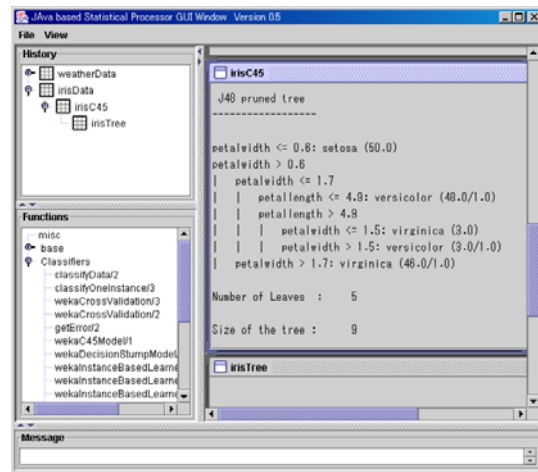 JAva based Statistical Processor GUI Window Version 0.5
File View
History
weatherData
irisData
irisC45
irisTree
Functions
misc
base
Classifiers
classifyData/2
classifyOneInstance/3
wekaCrossValidation/3
wekaCrossValidation/2
getError/2
wekaC45Model/1
wekaDecisionStumpModel
wekaInstanceBasedLearne
wekaInstanceBasedLearne
wekaInstanceBasedLearne
irisC45
J48 pruned tree
------------------
petalwidth <= 0.6: setosa (50.0)
petalwidth > 0.6
| petalwidth <= 1.7
| | petallength <= 4.9: versicolor (48.0/1.0)
| | petallength > 4.9
| | | petalwidth <= 1.5: virginica (3.0)
| | | petalwidth > 1.5: versicolor (3.0/1.0)
| petalwidth > 1.7: virginica (46.0/1.0)
Number of Leaves : 5
Size of the tree : 9
irisTree
Message